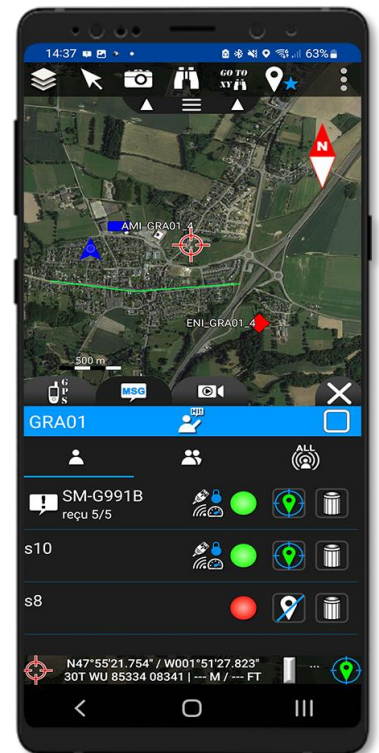 14:37
63%
GO TO
XY
N
AMI_GRA01_4
ENI_GRA01_4
500 m
GPS
MSG
GRA01
ALL
SM-G991B
reçu 5/5
s10
s8
N47°55'21.754" / W001°51'27.823"
30T WU 85334 08341 | --- M / --- FT
...